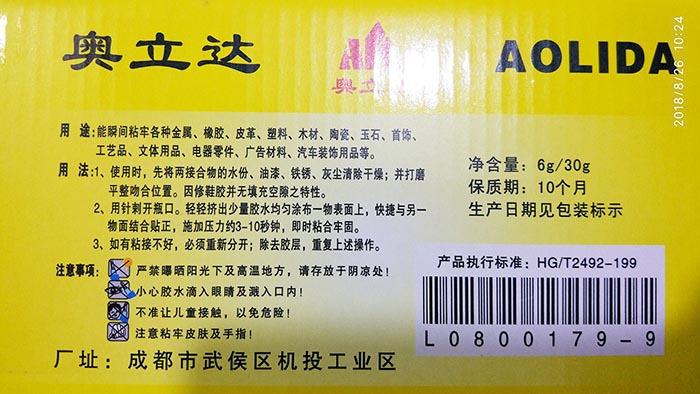 奥立达
奥立
AOLIDA
2018/8/26 10:24
用 途:能瞬间粘牢各种金属、橡胶、皮革、塑料、木材、陶瓷、玉石、首饰、
工艺品、文体用品、电器零件、广告材料、汽车装饰用品等。
用 法:1、使用时，先将两接合物的水份、油漆、铁锈、灰尘清除干燥；并打磨
平整吻合位置。因修鞋胶并无填充空隙之特性。
2、用针刺开瓶口。轻轻挤出少量胶水均匀涂布一物表面上，快捷与另一
物面结合贴正，施加压力约3-10秒钟，即时粘合牢固。
3、如有粘接不好，必须重新分开；除去胶层，重复上述操作。
注意事项:
严禁曝晒阳光下及高温地方，请存放于阴凉处!
小心胶水滴入眼睛及溅入口内!
不准让儿童接触，以免危险!
注意粘牢皮肤及手指!
厂址：成都市武侯区机投工业区
净含量：6g/30g
保质期：10个月
生产日期见包装标示
产品执行标准：HG/T2492-199
L0800179-9